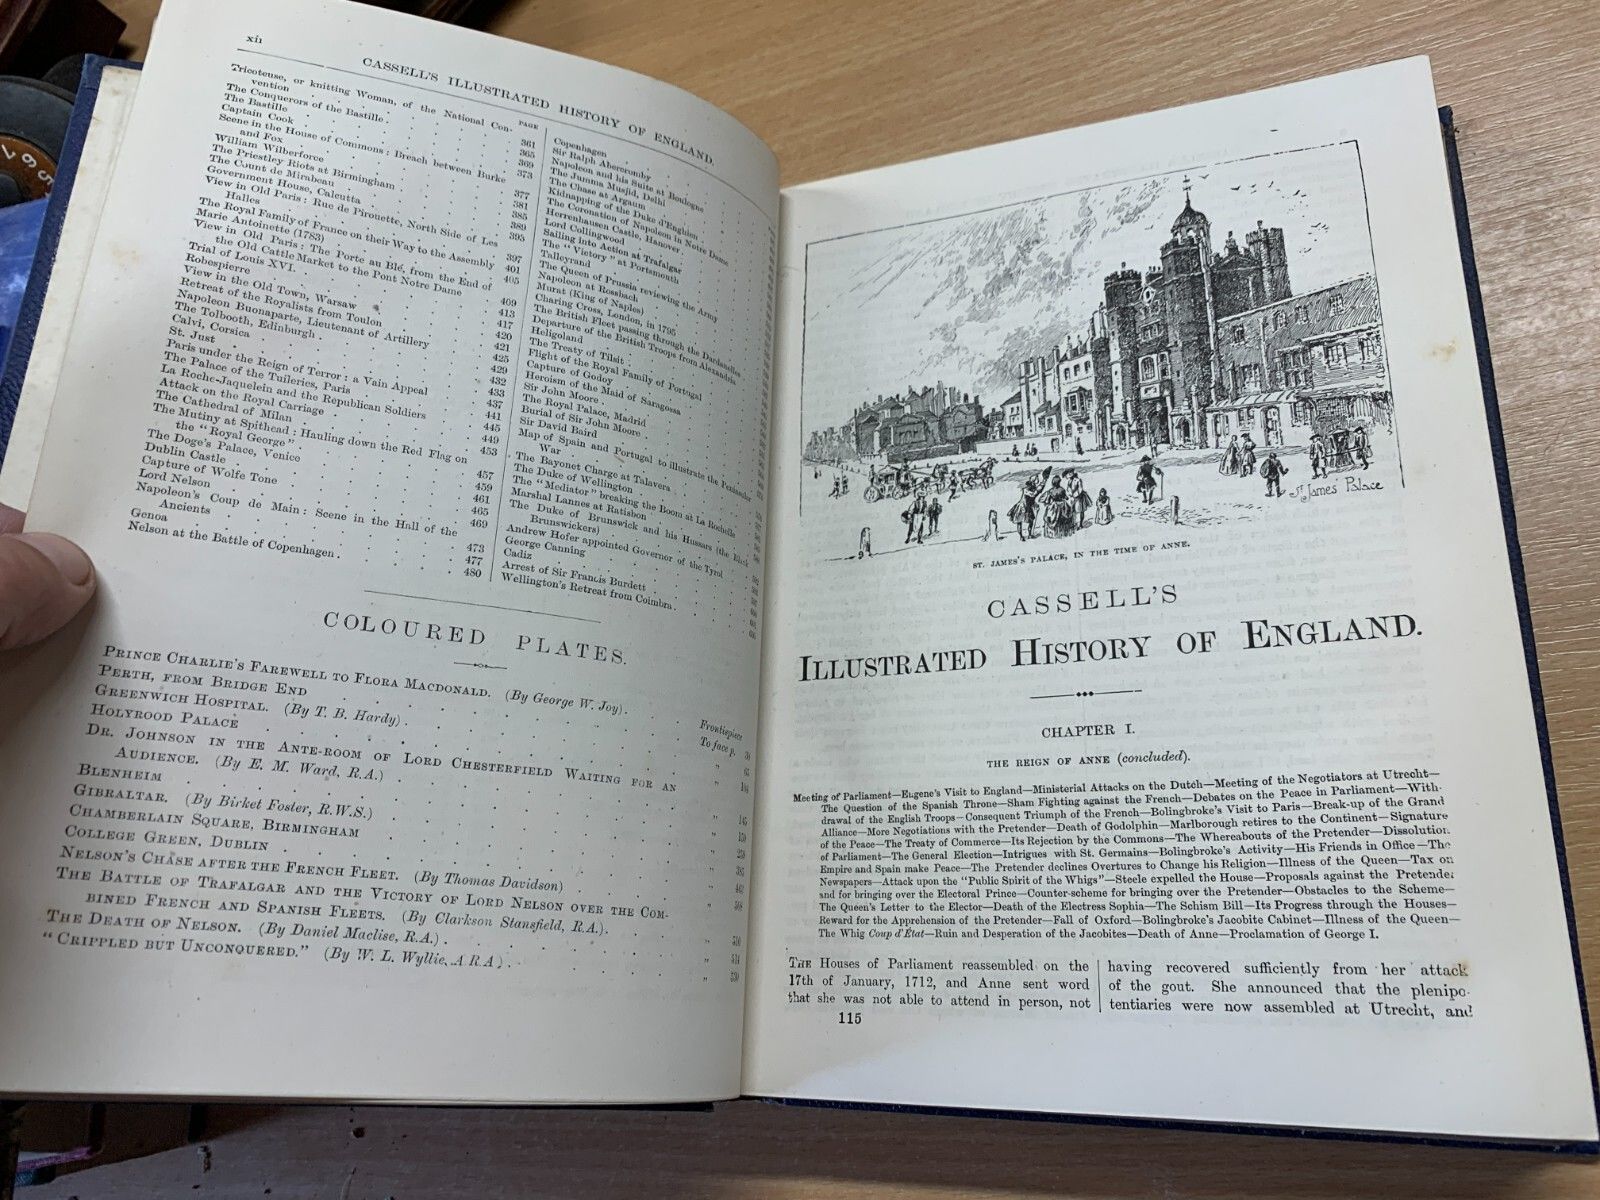 xii
CASSELL'S ILLUSTRATED HISTORY OF ENGLAND.
PAGE
Tricoteuse, or knitting Woman, of the National Con-
vention . . . 361
The Conquerors of the Bastille . . . 365
The Bastille . . . 369
Captain Cook . . . 373
Scene in the House of Commons: Breach between Burke
and Fox . . . 377
William Wilberforce . . . 381
The Priestley Riots at Birmingham . . . 385
The Count de Mirabeau . . . 389
Government House, Calcutta . . . 395
View in Old Paris: Rue de Pirouette, North Side of Les
Halles . . . 397
The Royal Family of France on their Way to the Assembly . . . 401
Marie Antoinette (1783) . . . 405
View in Old Paris: The Porte au Blé, from the End of
the Old Cattle Market to the Pont Notre Dame . . . 409
Trial of Louis XVI. . . . 413
Robespierre . . . 417
View in the Old Town, Warsaw . . . 420
Retreat of the Royalists from Toulon . . . 421
Napoleon Buonaparte, Lieutenant of Artillery . . . 425
The Tolbooth, Edinburgh . . . 429
Calvi, Corsica . . . 432
St. Just . . . 433
Paris under the Reign of Terror: a Vain Appeal . . . 437
The Palace of the Tuileries, Paris . . . 441
La Roche-Jaquelein and the Republican Soldiers . . . 445
Attack on the Royal Carriage . . . 449
The Cathedral of Milan . . . 453
The Mutiny at Spithead: Hauling down the Red Flag on
the "Royal George" . . . 457
The Doge's Palace, Venice . . . 459
Dublin Castle . . . 461
Capture of Wolfe Tone . . . 465
Lord Nelson . . . 469
Napoleon's Coup de Main: Scene in the Hall of the
Ancients . . . 473
Genoa . . . 477
Nelson at the Battle of Copenhagen . . . 480
Copenhagen
Sir Ralph Abercromby
Napoleon and his Suite at Boulogne
The Jumma Musjid, Delhi
The Chase at Argaum
Kidnapping of the Duke d'Enghien
The Coronation of Napoleon in Notre Dame
Herrenhausen Castle, Hanover
Lord Collingwood
Sailing into Action at Trafalgar
The "Victory" at Portsmouth
Talleyrand
The Queen of Prussia reviewing the Army
Napoleon at Rossbach
Murat (King of Naples)
Charing Cross, London, in 1795
The British Fleet passing through the Dardanelles
Departure of the British Troops from Alexandria
Heligoland
The Treaty of Tilsit
Flight of the Royal Family of Portugal
Capture of Godoy
Heroism of the Maid of Saragossa
Sir John Moore
The Royal Palace, Madrid
Burial of Sir John Moore
Sir David Baird
Map of Spain and Portugal to illustrate the Peninsular
War
The Bayonet Charge at Talavera
The Duke of Wellington
The "Mediator" breaking the Boom at La Rochelle
Marshal Lannes at Ratisbon
The Duke of Brunswick and his Hussars (the Black
Brunswickers)
Andrew Hofer appointed Governor of the Tyrol
George Canning
Cadiz
Arrest of Sir Francis Burdett
Wellington's Retreat from Coimbra
COLOURED PLATES.
PRINCE CHARLIE'S FAREWELL TO FLORA MACDONALD. (By George W. Joy) . . . Frontispiece
PERTH, FROM BRIDGE END . . . To face p. 30
GREENWICH HOSPITAL. (By T. B. Hardy) . . .
HOLYROOD PALACE . . .
DR. JOHNSON IN THE ANTE-ROOM OF LORD CHESTERFIELD WAITING FOR AN
AUDIENCE. (By E. M. Ward, R.A.) . . .
BLENHEIM . . .
GIBRALTAR. (By Birket Foster, R.W.S.)
CHAMBERLAIN SQUARE, BIRMINGHAM
COLLEGE GREEN, DUBLIN . . .
NELSON'S CHASE AFTER THE FRENCH FLEET. (By Thomas Davidson) . . .
THE BATTLE OF TRAFALGAR AND THE VICTORY OF LORD NELSON OVER THE COM-
BINED FRENCH AND SPANISH FLEETS. (By Clarkson Stansfield, R.A.) . . . 510
THE DEATH OF NELSON. (By Daniel Maclise, R.A.) . . . 514
"CRIPPLED BUT UNCONQUERED." (By W. L. Wyllie, A.R.A.) . . . 530
St James' Palace
ST. JAMES'S PALACE, IN THE TIME OF ANNE.
CASSELL'S
ILLUSTRATED HISTORY OF ENGLAND.
CHAPTER I.
THE REIGN OF ANNE (concluded).
Meeting of Parliament—Eugene's Visit to England—Ministerial Attacks on the Dutch—Meeting of the Negotiators at Utrecht—
The Question of the Spanish Throne—Sham Fighting against the French—Debates on the Peace in Parliament—With-
drawal of the English Troops—Consequent Triumph of the French—Bolingbroke's Visit to Paris—Break-up of the Grand
Alliance—More Negotiations with the Pretender—Death of Godolphin—Marlborough retires to the Continent—Signature
of the Peace—The Treaty of Commerce—Its Rejection by the Commons—The Whereabouts of the Pretender—Dissolution
of Parliament—The General Election—Intrigues with St. Germains—Bolingbroke's Activity—His Friends in Office—The
Empire and Spain make Peace—The Pretender declines Overtures to Change his Religion—Illness of the Queen—Tax on
Newspapers—Attack upon the "Public Spirit of the Whigs"—Steele expelled the House—Proposals against the Pretender
and for bringing over the Electoral Prince—Counter-scheme for bringing over the Pretender—Obstacles to the Scheme—
The Queen's Letter to the Elector—Death of the Electress Sophia—The Schism Bill—Its Progress through the Houses—
Reward for the Apprehension of the Pretender—Fall of Oxford—Bolingbroke's Jacobite Cabinet—Illness of the Queen—
The Whig Coup d'État—Ruin and Desperation of the Jacobites—Death of Anne—Proclamation of George I.
THE Houses of Parliament reassembled on the
17th of January, 1712, and Anne sent word
that she was not able to attend in person, not
having recovered sufficiently from her attack
of the gout. She announced that the plenipo-
tentiaries were now assembled at Utrecht, and
115